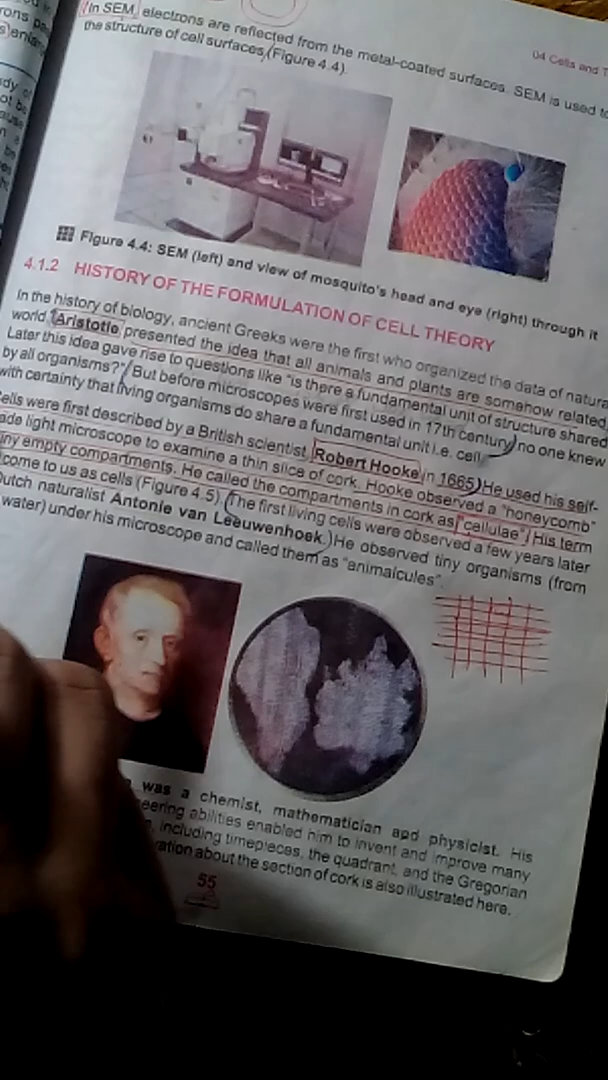 In SEM, electrons are reflected from the metal-coated surfaces. SEM is used to
the structure of cell surfaces (Figure 4.4).
04 Cells and T
Figure 4.4: SEM (left) and view of mosquito's head and eye (right) through it
4.1.2 HISTORY OF THE FORMULATION OF CELL THEORY
In the history of biology, ancient Greeks were the first who organized the data of natura
world. Aristotle presented the idea that all animals and plants are somehow related.
Later this idea gave rise to questions like "is there a fundamental unit of structure shared
by all organisms?" But before microscopes were first used in 17th century, no one knew
with certainty that living organisms do share a fundamental unit i.e. cell.
Cells were first described by a British scientist, Robert Hooke in 1665. He used his self-
ade light microscope to examine a thin slice of cork. Hooke observed a "honeycomb"
iny empty compartments. He called the compartments in cork as "cellulae". His term
come to us as cells (Figure 4.5). The first living cells were observed a few years later
Dutch naturalist Antonie van Leeuwenhoek. He observed tiny organisms (from
water) under his microscope and called them as "animalcules".
was a chemist, mathematician and physicist. His
eering abilities enabled him to invent and improve many
including timepieces, the quadrant, and the Gregorian
vation about the section of cork is also illustrated here.
55